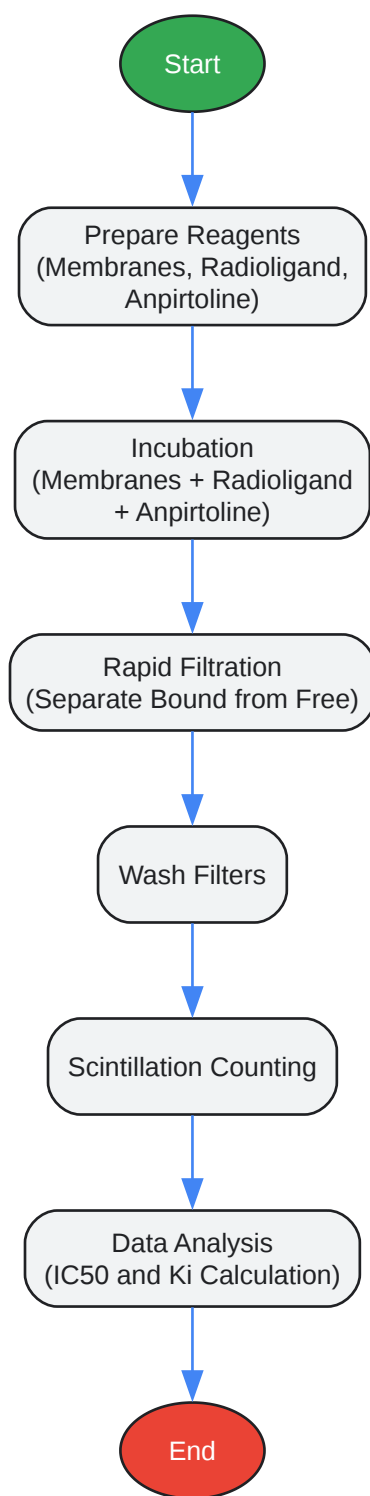 Start
Prepare Reagents
(Membranes, Radioligand,
Anpirtoline)
Incubation
(Membranes + Radioligand
+ Anpirtoline)
Rapid Filtration
(Separate Bound from Free)
Wash Filters
Scintillation Counting
Data Analysis
(IC50 and Ki Calculation)
End